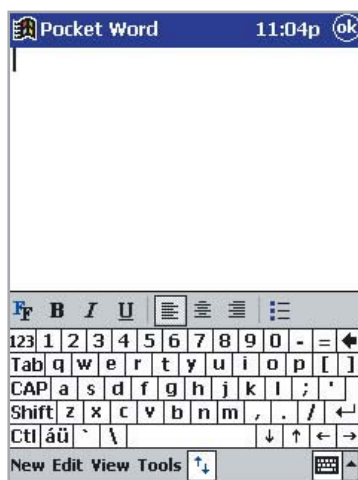 Pocket Word 11:04p ok
FF B I U
123 1 2 3 4 5 6 7 8 9 0 - =
Tab q w e r t y u i o p [ ]
CAP a s d f g h j k l ; '
Shift z x c v b n m , . /
Ctl áü ` \
New Edit View Tools